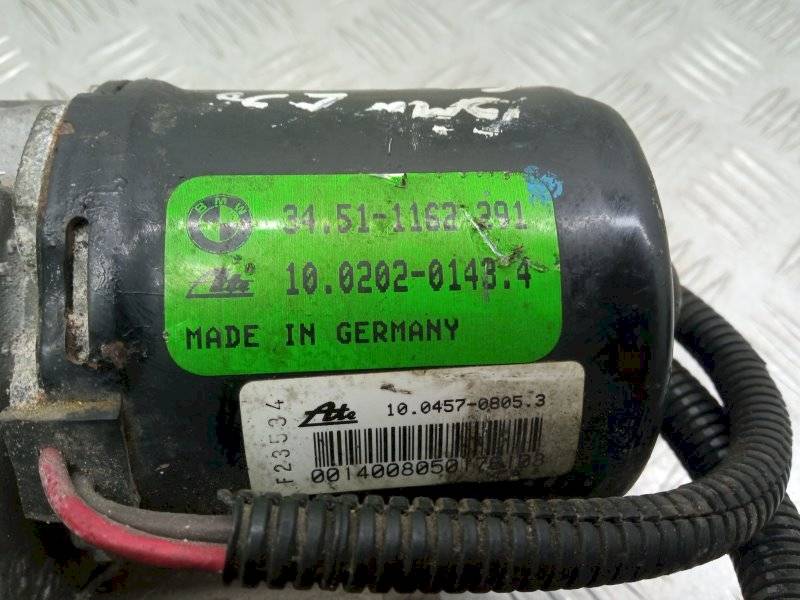 BMW
34.51-1162 291
Ate 10.0202-0143.4
MADE IN GERMANY
F23534
Ate 10.0457-0805.3